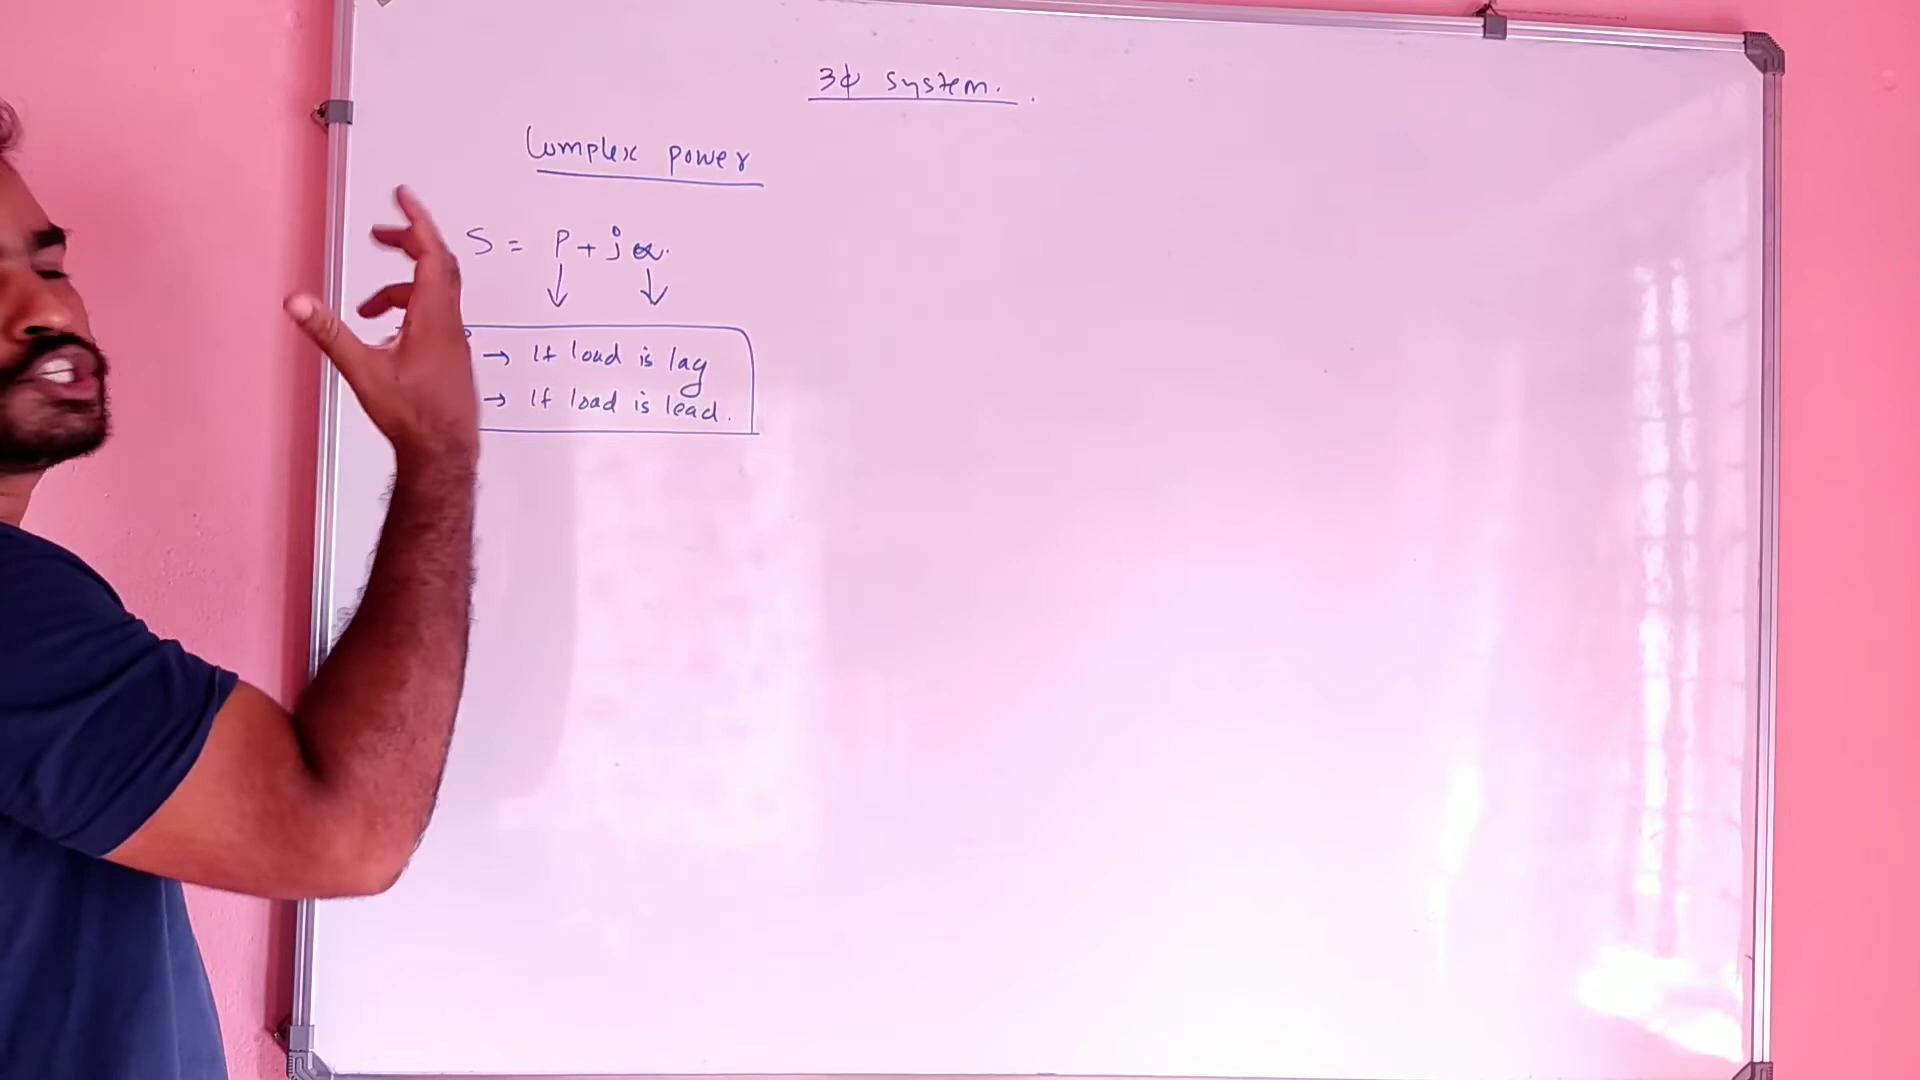 3ϕ system.
Complex power
S = P + jQ.
↓ ↓
→ If load is lag
→ If load is lead.